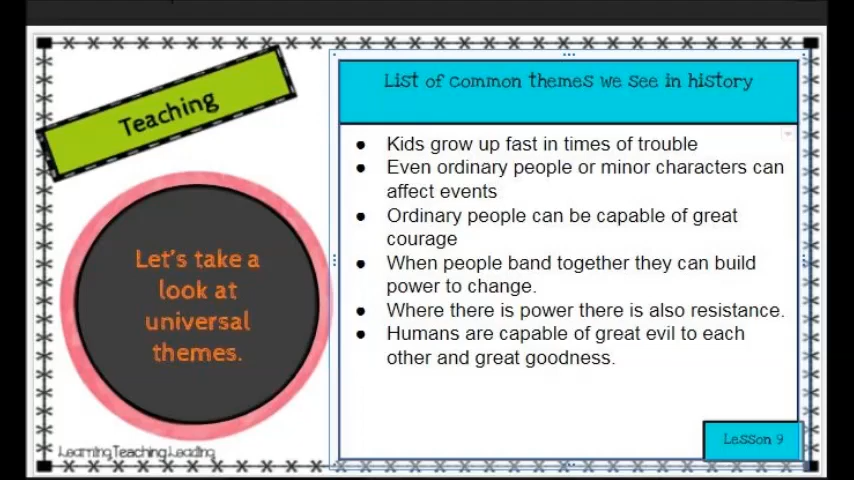 Teaching
Let's take a
look at
universal
themes.
LearningTeachingLeading
List of common themes we see in history
● Kids grow up fast in times of trouble
● Even ordinary people or minor characters can
affect events
● Ordinary people can be capable of great
courage
● When people band together they can build
power to change.
● Where there is power there is also resistance.
● Humans are capable of great evil to each
other and great goodness.
Lesson 9